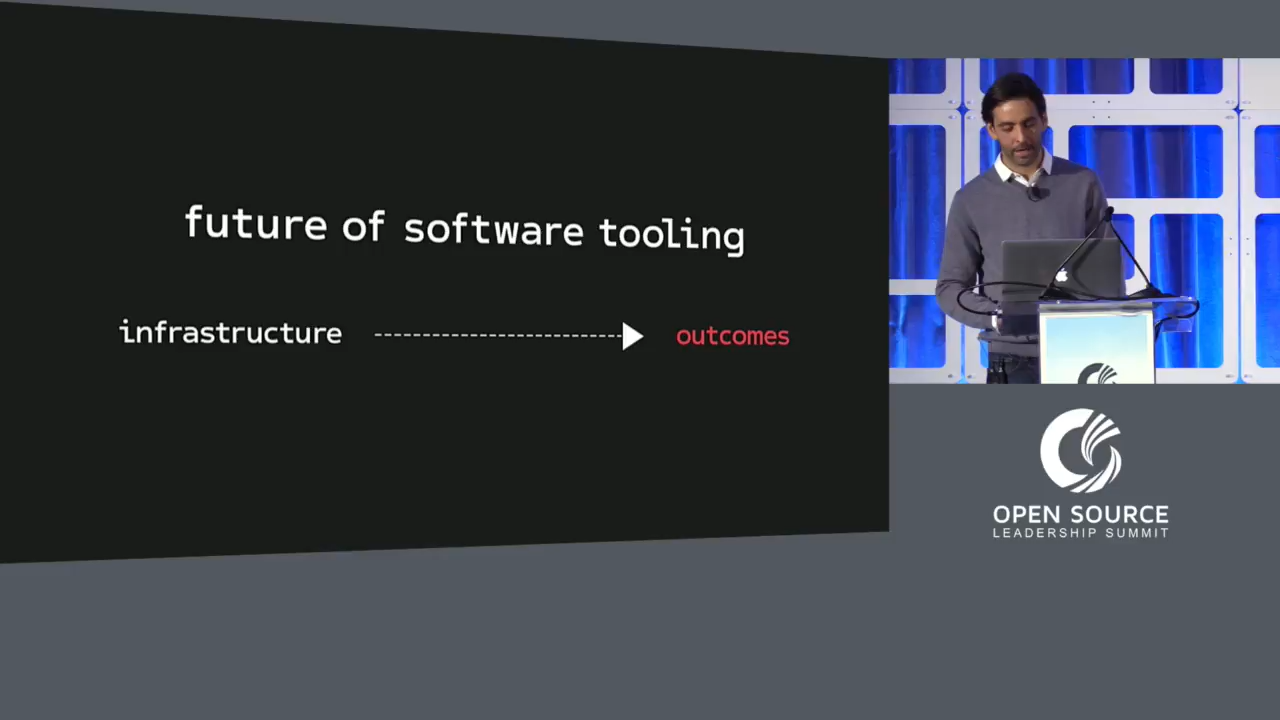 future of software tooling
infrastructure
outcomes
OPEN SOURCE
LEADERSHIP SUMMIT